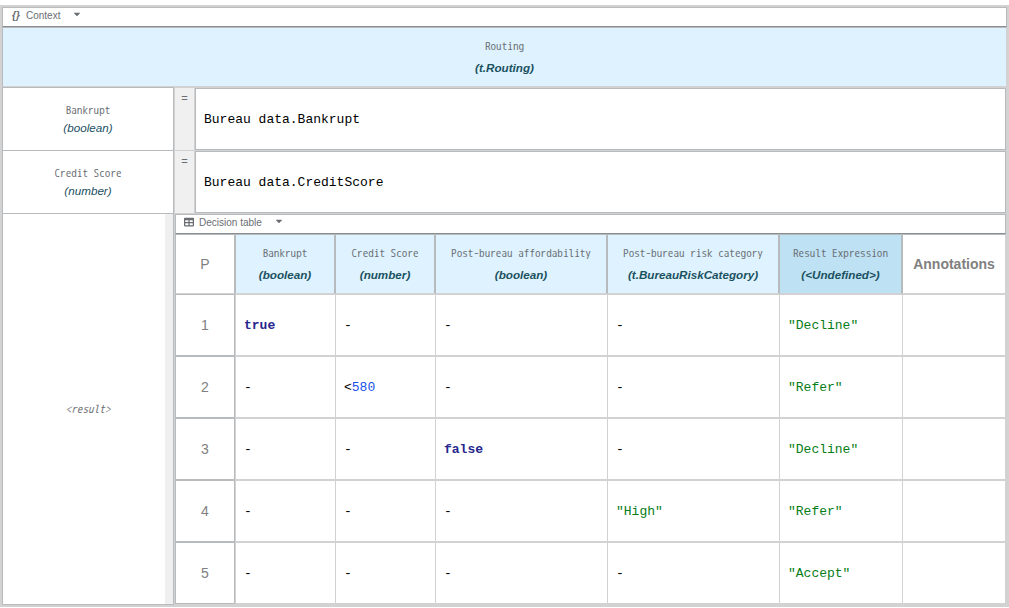 {} Context
Routing
(t.Routing)
Bankrupt
(boolean)
=
Bureau data.Bankrupt
Credit Score
(number)
=
Bureau data.CreditScore
<result>
Decision table
P
Bankrupt
(boolean)
Credit Score
(number)
Post-bureau affordability
(boolean)
Post-bureau risk category
(t.BureauRiskCategory)
Result Expression
(<Undefined>)
Annotations
1 true - - - "Decline"
2 - <580 - - "Refer"
3 - - false - "Decline"
4 - - - "High" "Refer"
5 - - - - "Accept"